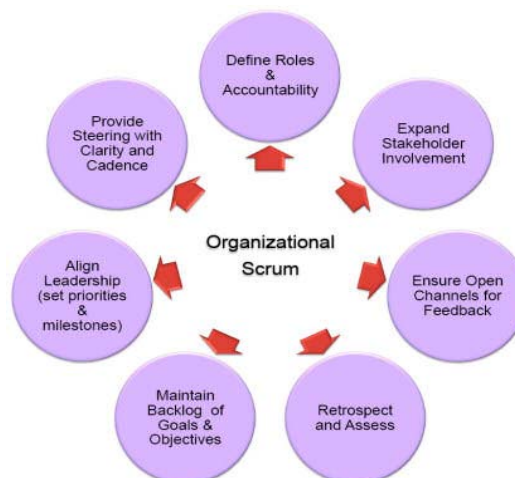 Define Roles
&
Accountability
Expand
Stakeholder
Involvement
Ensure Open
Channels for
Feedback
Retrospect
and Assess
Maintain
Backlog of
Goals &
Objectives
Align
Leadership
(set priorities
&
milestones)
Provide
Steering with
Clarity and
Cadence
Organizational
Scrum